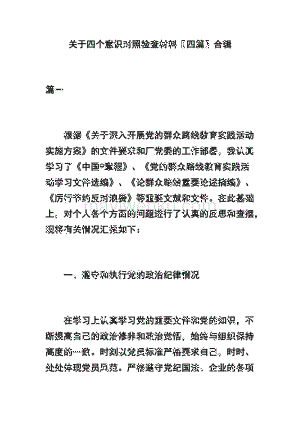 关于四个意识对照检查材料〖四篇〗合辑
篇一
根据《关于深入开展党的群众路线教育实践活动
实施方案》的文件要求和厂党委的工作部署，我认真
学习了《中国梦重视》、《党的群众路线教育实践活
动学习文件选编》、《论群众路线重要论述摘编》、
《厉行节约反对浪费》等重要文献和文件。在此基础
上，对个人各个方面的问题进行了认真的反思和查摆，
现将有关情况汇报如下：
一、遵守和执行党的政治纪律情况
在学习上认真学习党的重要文件和党的知识，不
断提高自己的政治修养和政治觉悟，始终与组织保持
高度的一致。时刻以党员标准严格要求自己，时时、
处处体现党员风范。严格遵守党纪国法、企业的各项